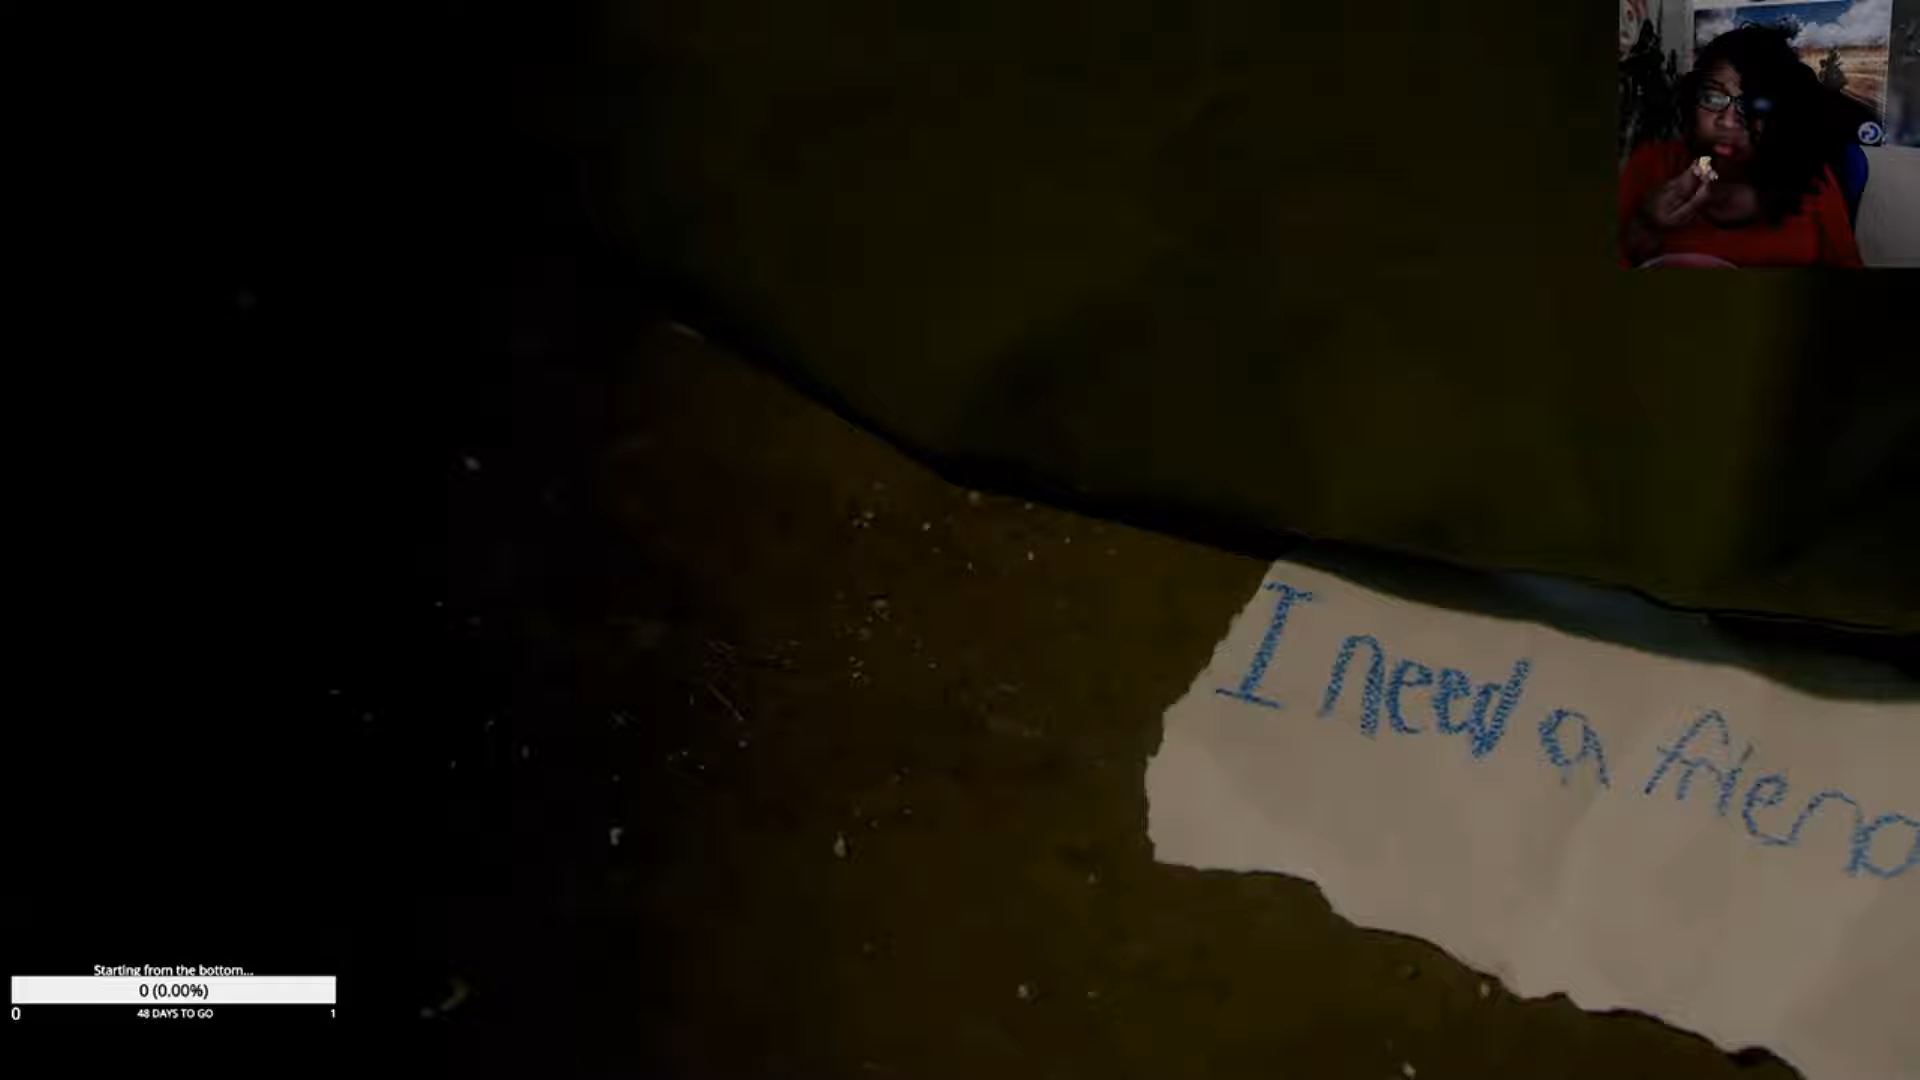 I need a friend
Starting from the bottom...
0 (0.00%)
0 48 DAYS TO GO 1